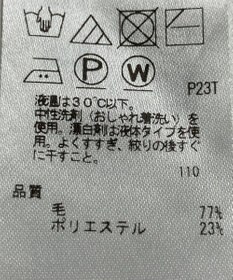 P W
P23T
液温は30℃以下。
中性洗剤(おしゃれ着洗い)を
使用。漂白剤は液体タイプを使
用。よくすすぎ、絞りの後すぐ
に干すこと。
110
品質
毛 77%
ポリエステル 23%